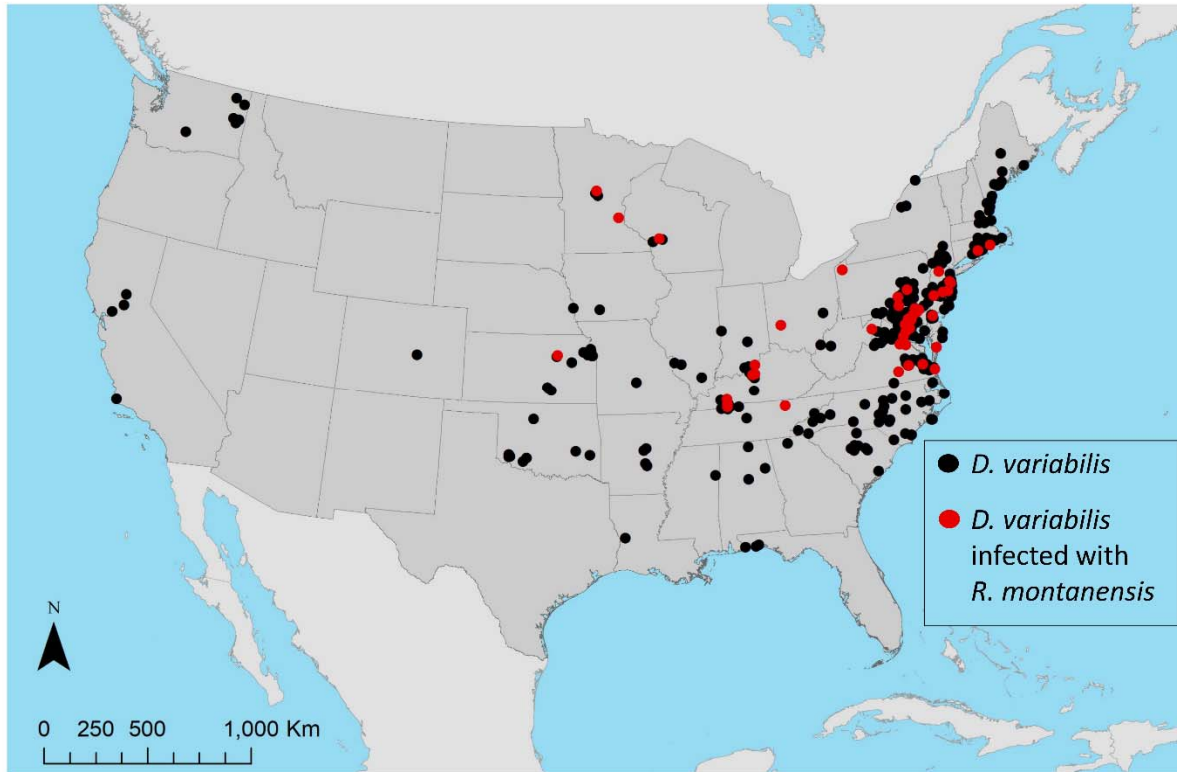 D. variabilis
D. variabilis
infected with
R. montanensis
N
0 250 500 1,000 Km